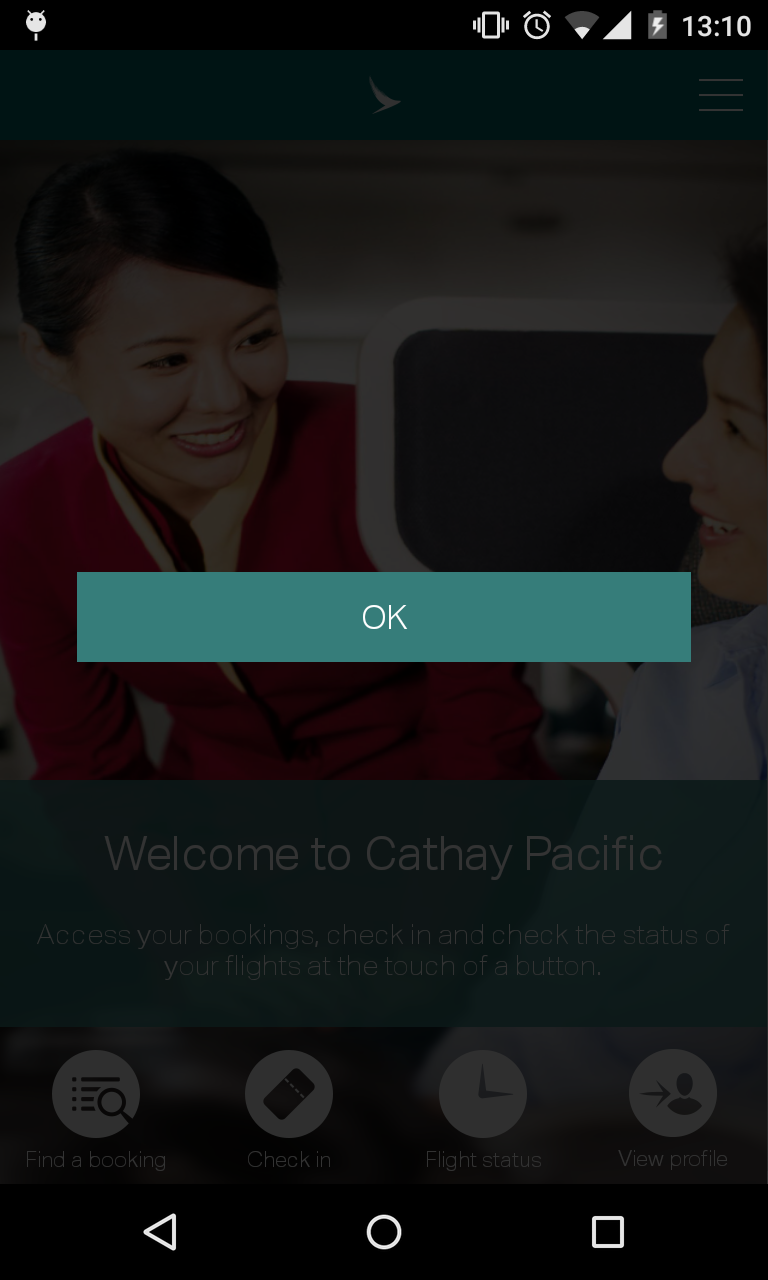 13:10
OK
Welcome to Cathay Pacific
Access your bookings, check in and check the status of
your flights at the touch of a button.
Find a booking
Check in
Flight status
View profile